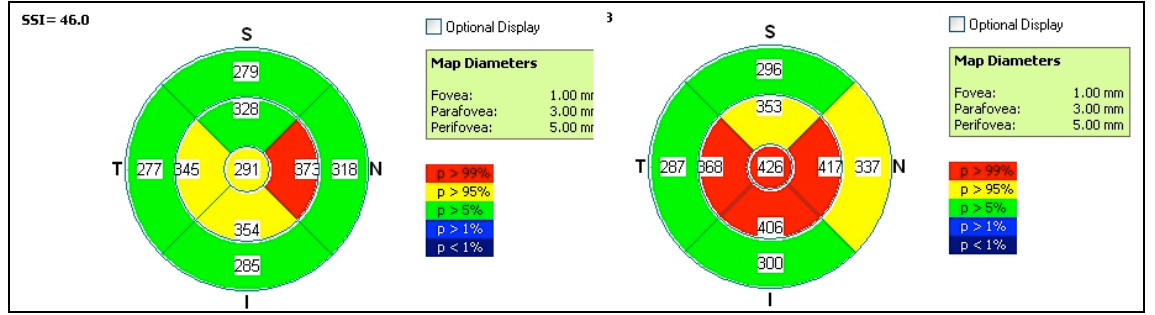 SSI= 46.0
S
279
328
T 277 345 291 373 318 N
354
285
I
Optional Display
Map Diameters
Fovea: 1.00 mm
Parafovea: 3.00 mm
Perifovea: 5.00 mm
p > 99%
p > 95%
p > 5%
p > 1%
p < 1%
3
S
296
353
T 287 368 426 417 337 N
406
300
I
Optional Display
Map Diameters
Fovea: 1.00 mm
Parafovea: 3.00 mm
Perifovea: 5.00 mm
p > 99%
p > 95%
p > 5%
p > 1%
p < 1%